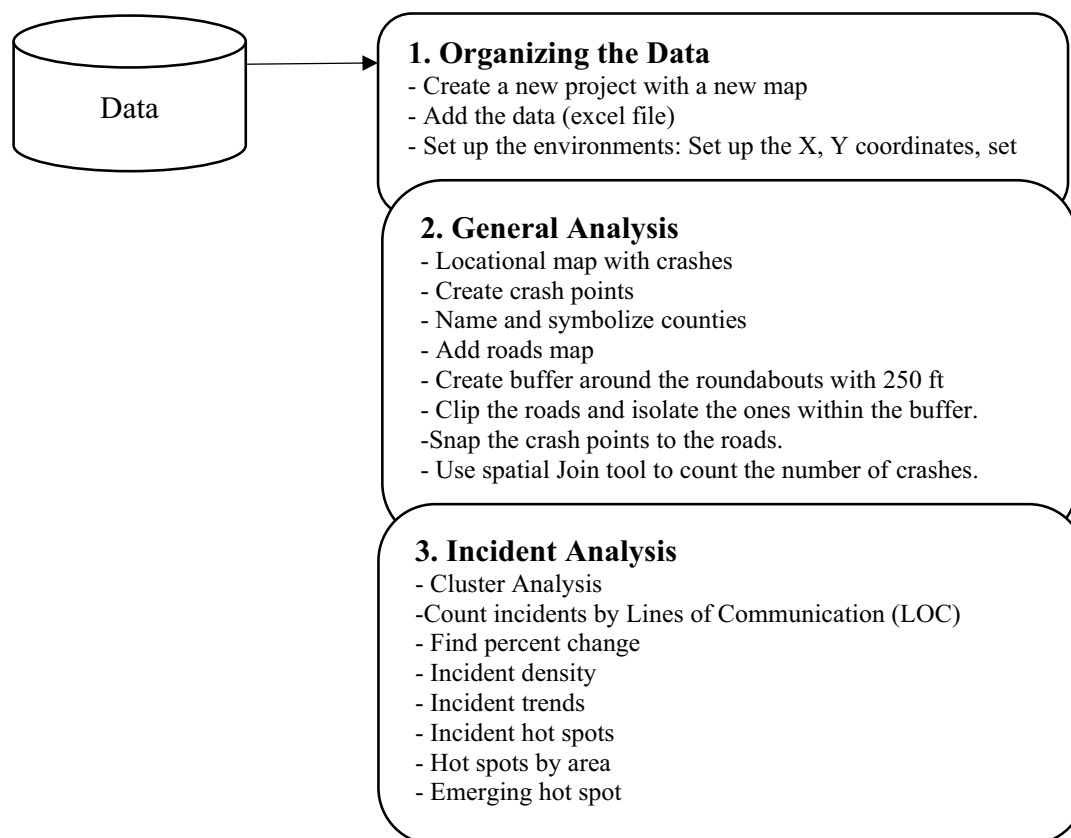 Data
1. Organizing the Data
- Create a new project with a new map
- Add the data (excel file)
- Set up the environments: Set up the X, Y coordinates, set
2. General Analysis
- Locational map with crashes
- Create crash points
- Name and symbolize counties
- Add roads map
- Create buffer around the roundabouts with 250 ft
- Clip the roads and isolate the ones within the buffer.
-Snap the crash points to the roads.
- Use spatial Join tool to count the number of crashes.
3. Incident Analysis
- Cluster Analysis
-Count incidents by Lines of Communication (LOC)
- Find percent change
- Incident density
- Incident trends
- Incident hot spots
- Hot spots by area
- Emerging hot spot